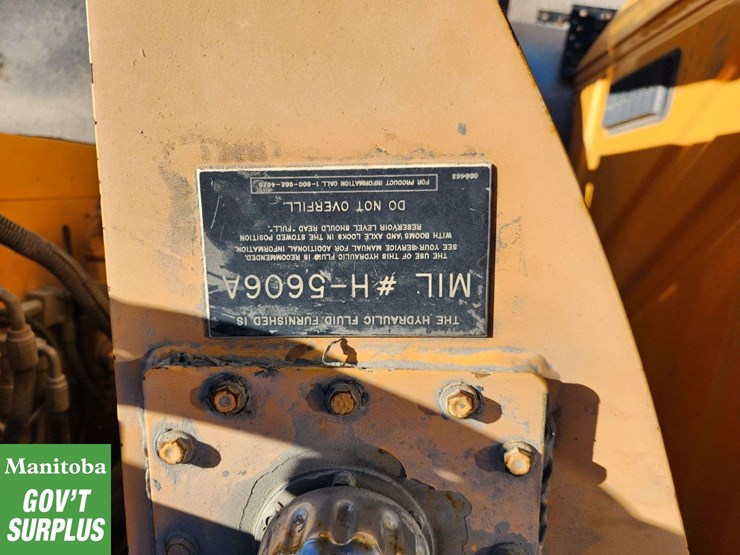 THE HYDRAULIC FLUID FURNISHED IS
MIL #H-5606A
THE USE OF THIS HYDRAULIC FLUID IS RECOMMENDED.
SEE YOUR SERVICE MANUAL FOR ADDITIONAL INFORMATION.
WITH BOOMS AND AXLE LOCKS IN THE STOWED POSITION
RESERVOIR LEVEL SHOULD READ "FULL".
DO NOT OVERFILL.
FOR PRODUCT INFORMATION CALL 1-800-
Manitoba
GOV'T
SURPLUS